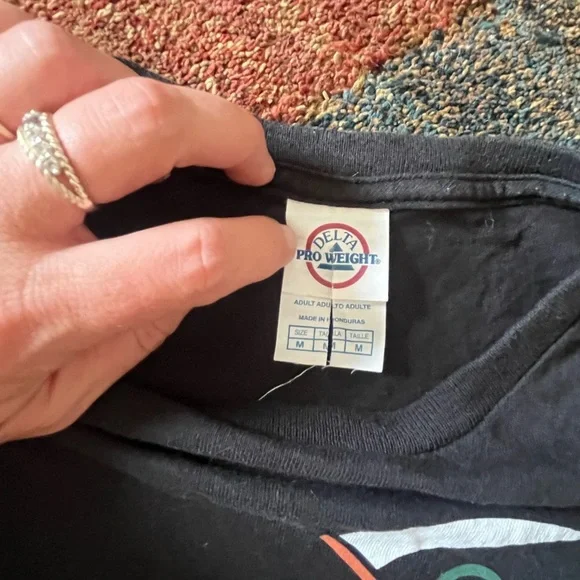 DELTA
PRO WEIGHT®
ADULT ADULTO ADULTE
MADE IN HONDURAS
SIZE TALLA TAILLE
M M M